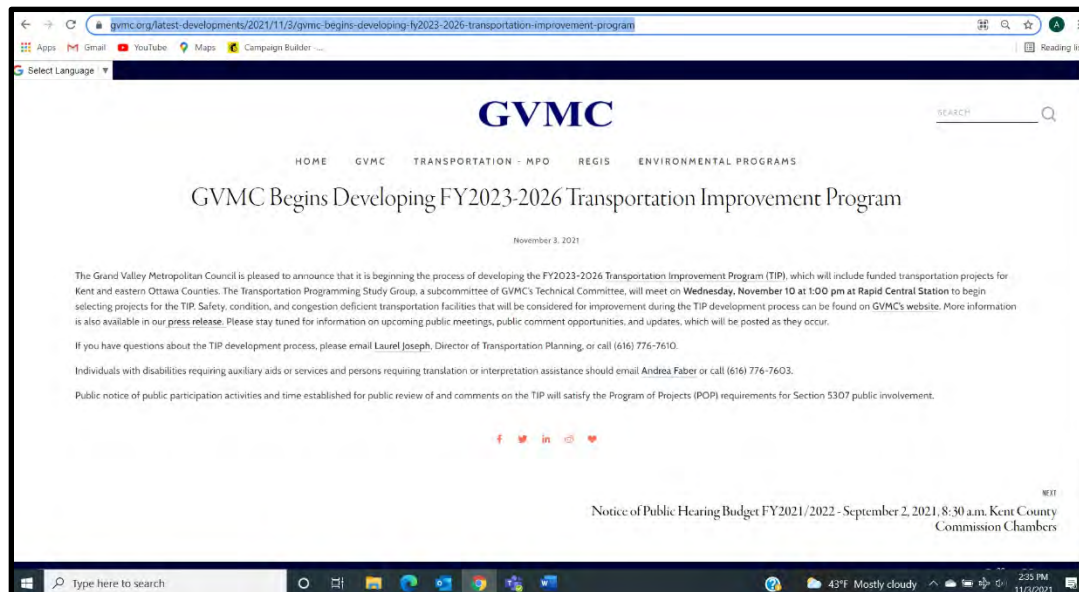 gvmc.org/latest-developments/2021/11/3/gvmc-begins-developing-fy2023-2026-transportation-improvement-program
Apps Gmail YouTube Maps Campaign Builder -... Reading lis
Select Language ▼
GVMC
SEARCH
HOME GVMC TRANSPORTATION - MPO REGIS ENVIRONMENTAL PROGRAMS
GVMC Begins Developing FY2023-2026 Transportation Improvement Program
November 3, 2021
The Grand Valley Metropolitan Council is pleased to announce that it is beginning the process of developing the FY2023-2026 Transportation Improvement Program (TIP), which will include funded transportation projects for
Kent and eastern Ottawa Counties. The Transportation Programming Study Group, a subcommittee of GVMC's Technical Committee, will meet on Wednesday, November 10 at 1:00 pm at Rapid Central Station to begin
selecting projects for the TIP. Safety, condition, and congestion deficient transportation facilities that will be considered for improvement during the TIP development process can be found on GVMC's website. More information
is also available in our press release. Please stay tuned for information on upcoming public meetings, public comment opportunities, and updates, which will be posted as they occur.
If you have questions about the TIP development process, please email Laurel Joseph, Director of Transportation Planning, or call (616) 776-7610.
Individuals with disabilities requiring auxiliary aids or services and persons requiring translation or interpretation assistance should email Andrea Faber or call (616) 776-7603.
Public notice of public participation activities and time established for public review of and comments on the TIP will satisfy the Program of Projects (POP) requirements for Section 5307 public involvement.
NEXT
Notice of Public Hearing Budget FY2021/2022 - September 2, 2021, 8:30 a.m. Kent County
Commission Chambers
Type here to search 43°F Mostly cloudy 2:35 PM
11/3/2021